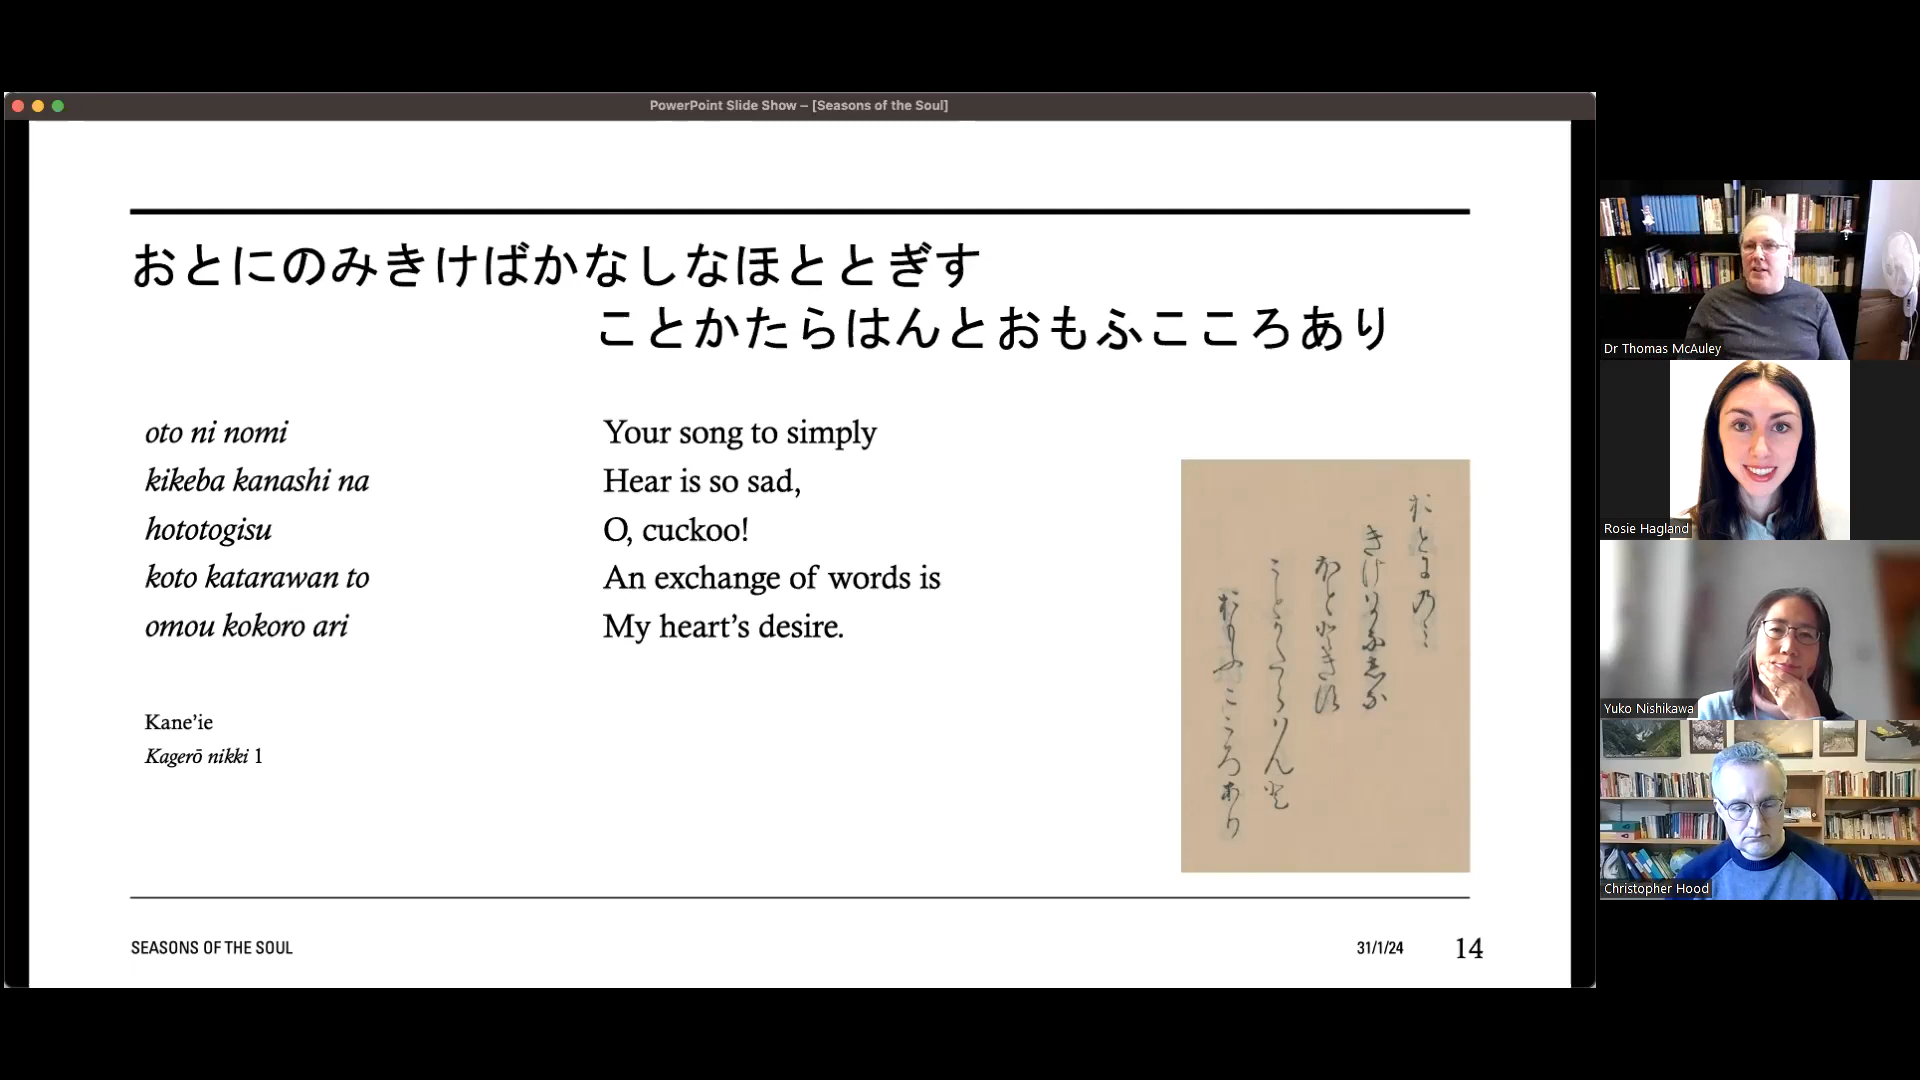 PowerPoint Slide Show – [Seasons of the Soul]
おとにのみきけばかなしなほととぎす
ことかたらはんとおもふこころあり
oto ni nomi
kikeba kanashi na
hototogisu
koto katarawan to
omou kokoro ari
Your song to simply
Hear is so sad,
O, cuckoo!
An exchange of words is
My heart’s desire.
Kane’ie
Kagerō nikki 1
SEASONS OF THE SOUL
31/1/24
14
Dr Thomas McAuley
Rosie Hagland
Yuko Nishikawa
Christopher Hood